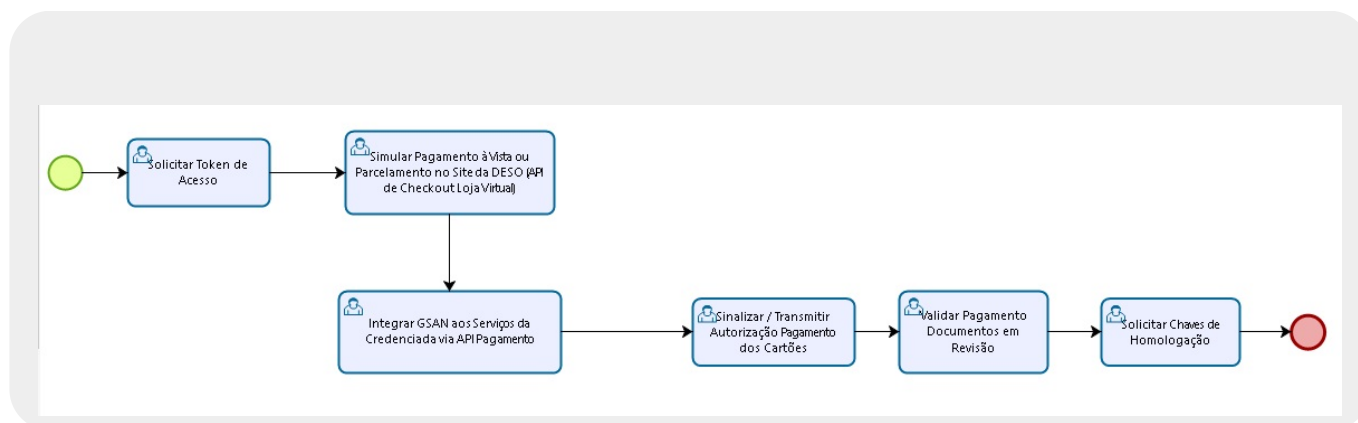 Solicitar Token de
Acesso
Simular Pagamento à Vista ou
Parcelamento no Site da DESO (API
de Checkout Loja Virtual)
Integrar GSAN aos Serviços da
Credenciada via API Pagamento
Sinalizar / Transmitir
Autorização Pagamento
dos Cartões
Validar Pagamento
Documentos em
Revisão
Solicitar Chaves de
Homologação